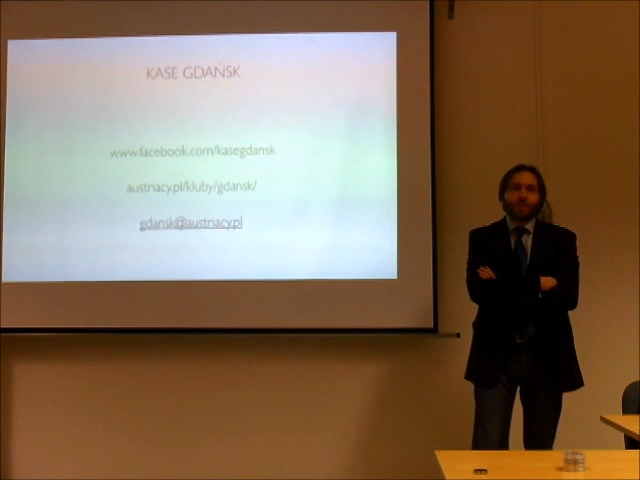 KASE GDAŃSK
www.facebook.com/kasegdansk
austriacy.pl/kluby/gdansk/
gdansk@austriacy.pl